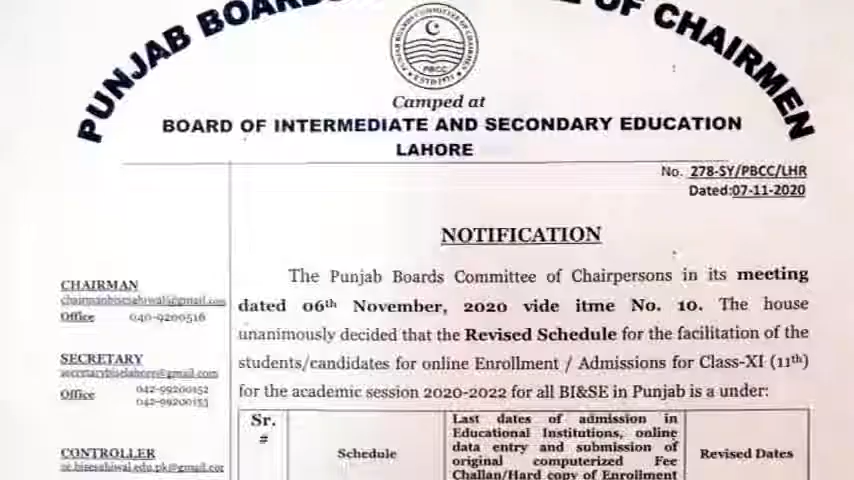 PUNJAB BOARDS OF CHAIRMEN
PBCC
Camped at
BOARD OF INTERMEDIATE AND SECONDARY EDUCATION
LAHORE
No. 278-SY/PBCC/LHR
Dated:07-11-2020
NOTIFICATION
CHAIRMAN
chairmanbisesahiwal@gmail.com
Office 040-9200516
SECRETARY
secretarybiselahore@gmail.com
Office 042-99200152
042-99200153
CONTROLLER
The Punjab Boards Committee of Chairpersons in its meeting
dated 06th November, 2020 vide itme No. 10. The house
unanimously decided that the Revised Schedule for the facilitation of the
students/candidates for online Enrollment / Admissions for Class-XI (11th)
for the academic session 2020-2022 for all BI&SE in Punjab is a under:
Sr.
#
Schedule
Last dates of admission in
Educational Institutions, online
data entry and submission of
original computerized Fee
Challan/Hard copy of Enrollment
Revised Dates